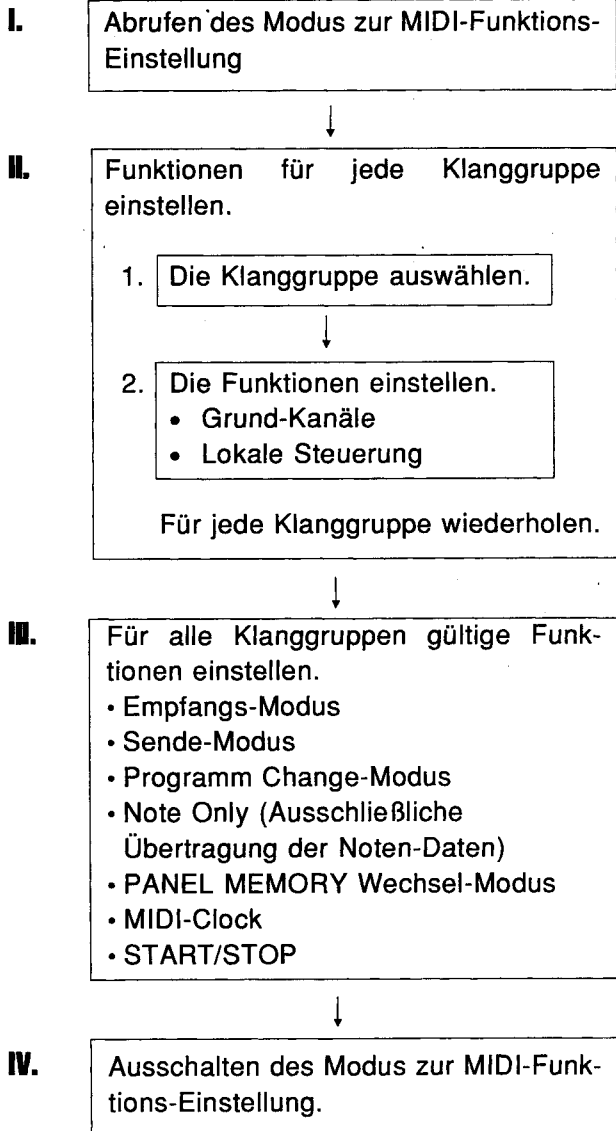 I. Abrufen des Modus zur MIDI-Funktions-
Einstellung
II. Funktionen für jede Klanggruppe
einstellen.
1. Die Klanggruppe auswählen.
2. Die Funktionen einstellen.
• Grund-Kanäle
• Lokale Steuerung
Für jede Klanggruppe wiederholen.
III. Für alle Klanggruppen gültige Funk-
tionen einstellen.
• Empfangs-Modus
• Sende-Modus
• Programm Change-Modus
• Note Only (Ausschließliche
Übertragung der Noten-Daten)
• PANEL MEMORY Wechsel-Modus
• MIDI-Clock
• START/STOP
IV. Ausschalten des Modus zur MIDI-Funk-
tions-Einstellung.